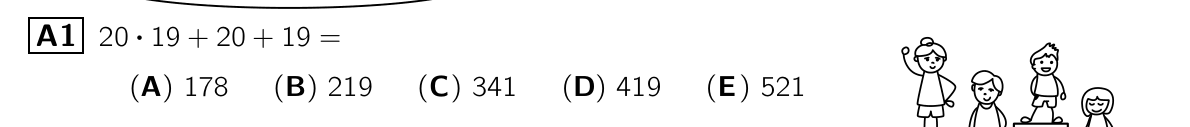 A1 20 · 19 + 20 + 19 =
(A) 178 (B) 219 (C) 341 (D) 419 (E) 521